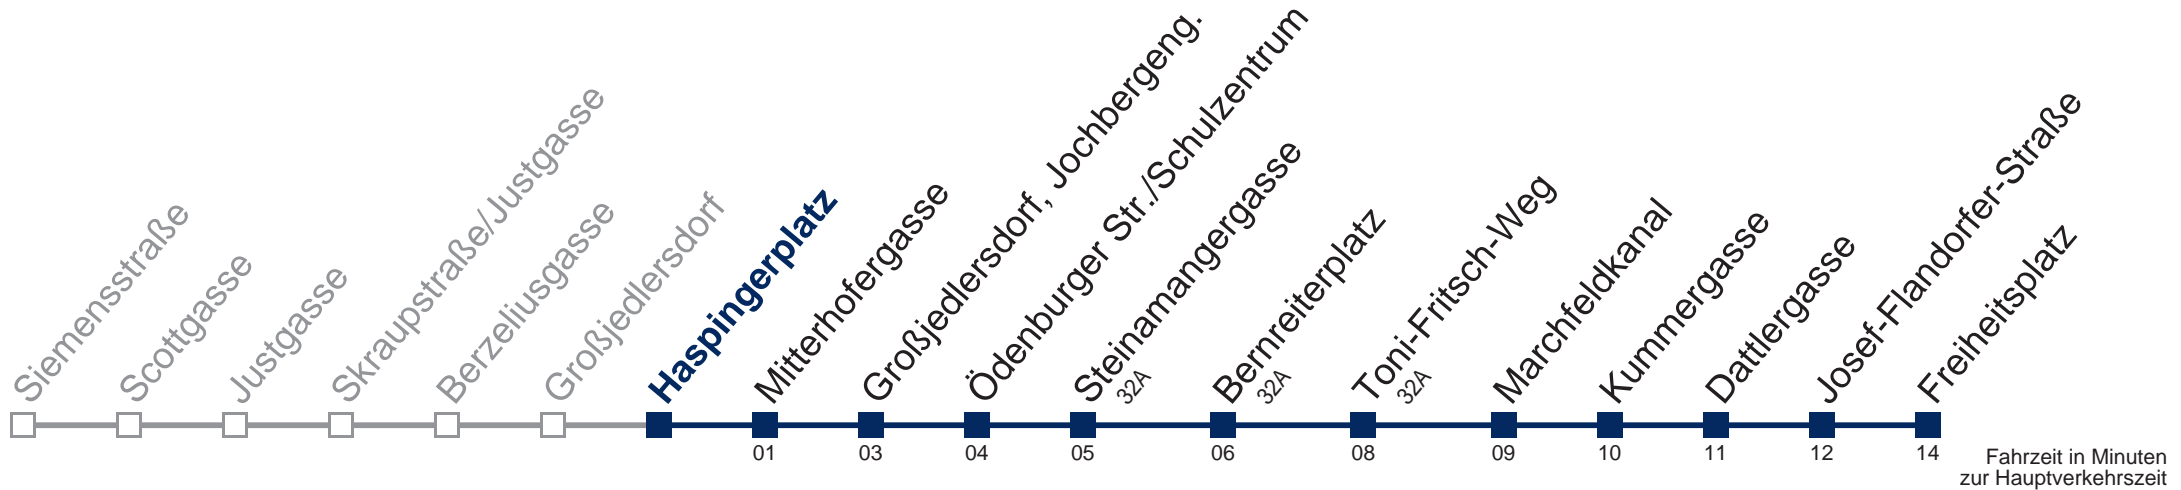 Siemensstraße
Scottgasse
Justgasse
Skraupstraße/Justgasse
Berzeliusgasse
Großjedlersdorf
Haspingerplatz
Mitterhofergasse
Großjedlersdorf, Jochbergeng.
Ödenburger Str./Schulzentrum
Steinamangergasse
32A
Bernreiterplatz
32A
Toni-Fritsch-Weg
32A
Marchfeldkanal
Kummergasse
Dattlergasse
Josef-Flandorfer-Straße
Freiheitsplatz
01 03 04 05 06 08 09 10 11 12 14
Fahrzeit in Minuten
zur Hauptverkehrszeit